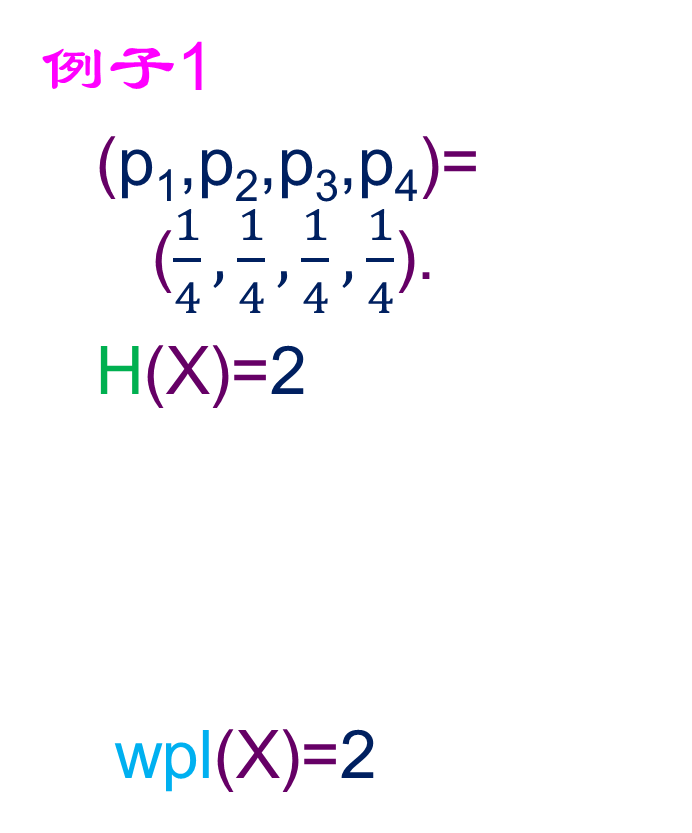 例子1
(p₁,p₂,p₃,p₄)=
(1/4,1/4,1/4,1/4).
H(X)=2
wpl(X)=2